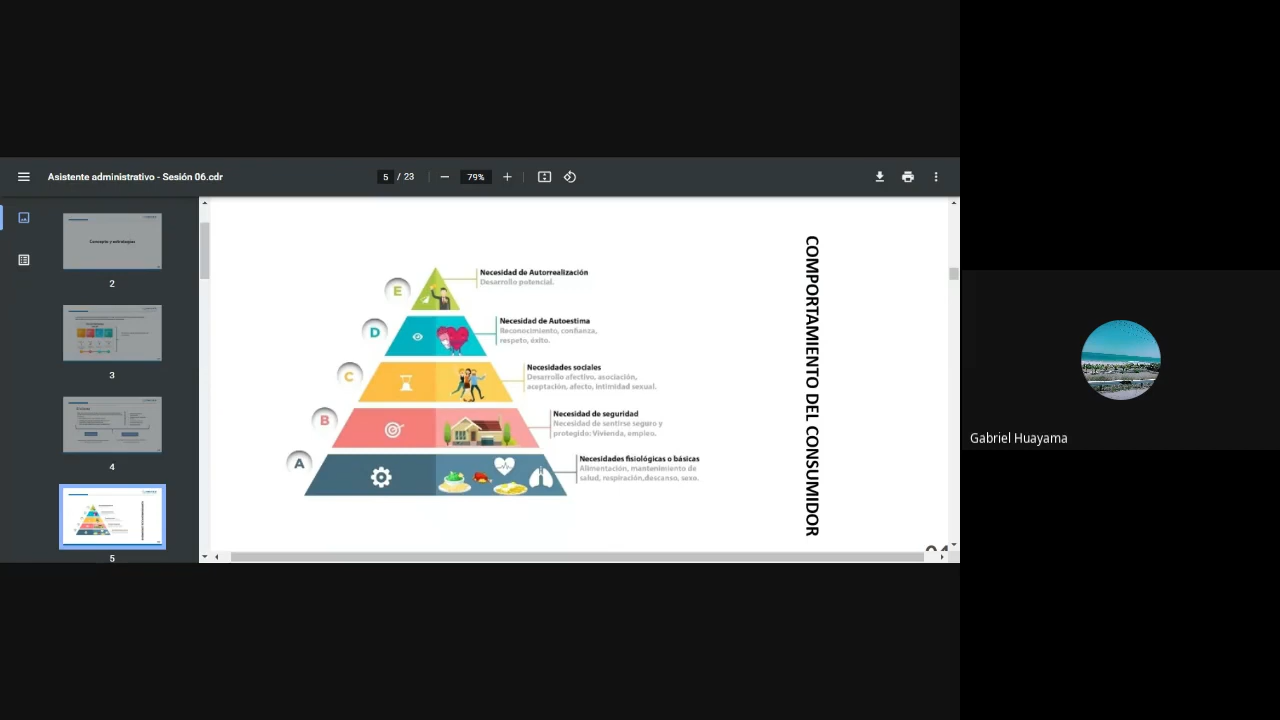 Asistente administrativo - Sesión 06.cdr
5 / 23
79%
Concepto y estrategias
2
3
4
5
E
Necesidad de Autorrealización
Desarrollo potencial.
D
Necesidad de Autoestima
Reconocimiento, confianza,
respeto, éxito.
C
Necesidades sociales
Desarrollo afectivo, asociación,
aceptación, afecto, intimidad sexual.
B
Necesidad de seguridad
Necesidad de sentirse seguro y
protegido: Vivienda, empleo.
A
Necesidades fisiológicas o básicas
Alimentación, mantenimiento de
salud, respiración,descanso, sexo.
COMPORTAMIENTO DEL CONSUMIDOR
Gabriel Huayama